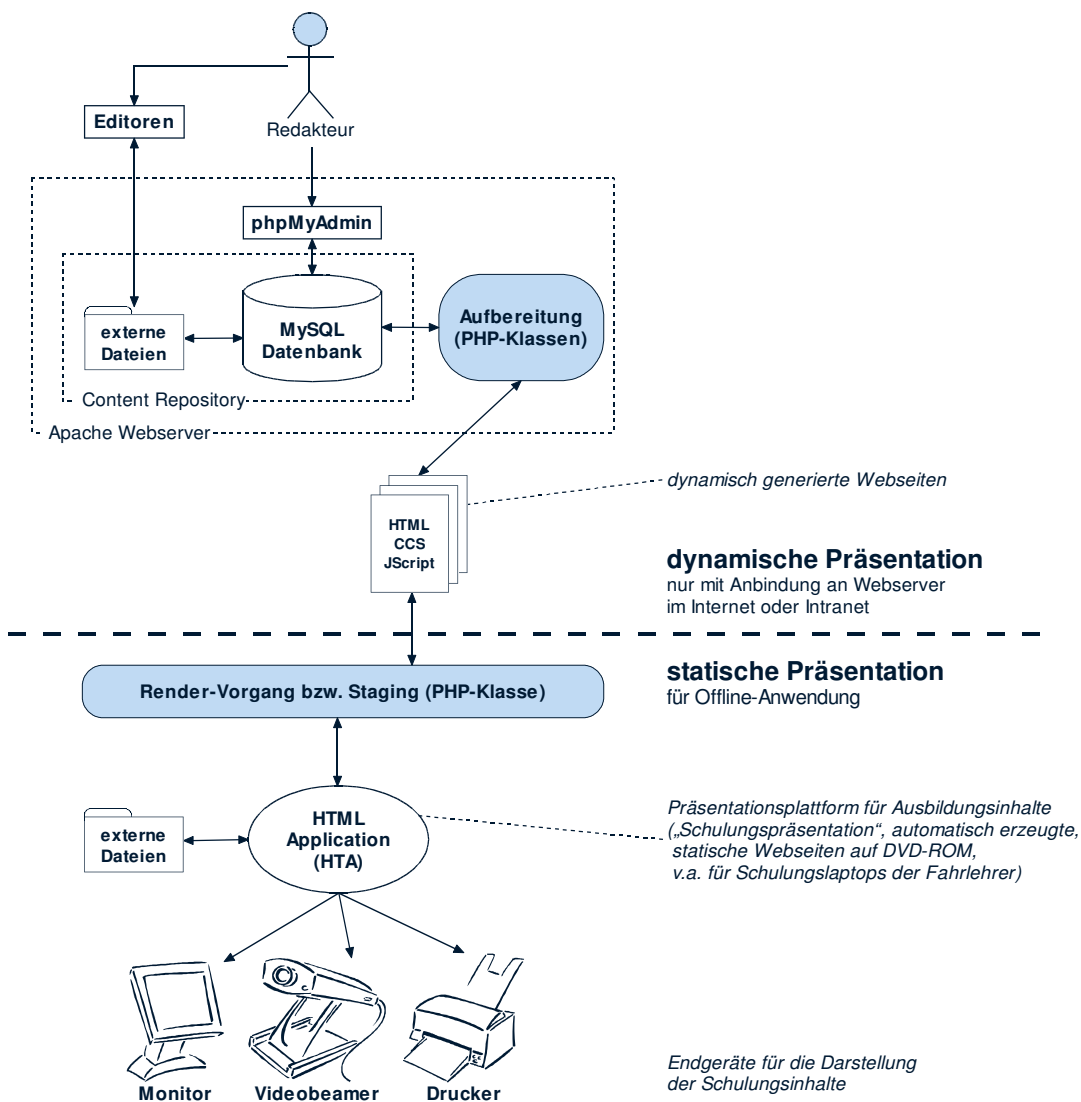 Editoren
Redakteur
phpMyAdmin
externe
Dateien
MySQL
Datenbank
Aufbereitung
(PHP-Klassen)
Content Repository
Apache Webserver
dynamisch generierte Webseiten
HTML
CCS
JScript
dynamische Präsentation
nur mit Anbindung an Webserver
im Internet oder Intranet
statische Präsentation
für Offline-Anwendung
Render-Vorgang bzw. Staging (PHP-Klasse)
externe
Dateien
HTML
Application
(HTA)
Präsentationsplattform für Ausbildungsinhalte
(„Schulungspräsentation“, automatisch erzeugte,
statische Webseiten auf DVD-ROM,
v.a. für Schulungslaptops der Fahrlehrer)
Monitor
Videobeamer
Drucker
Endgeräte für die Darstellung
der Schulungsinhalte